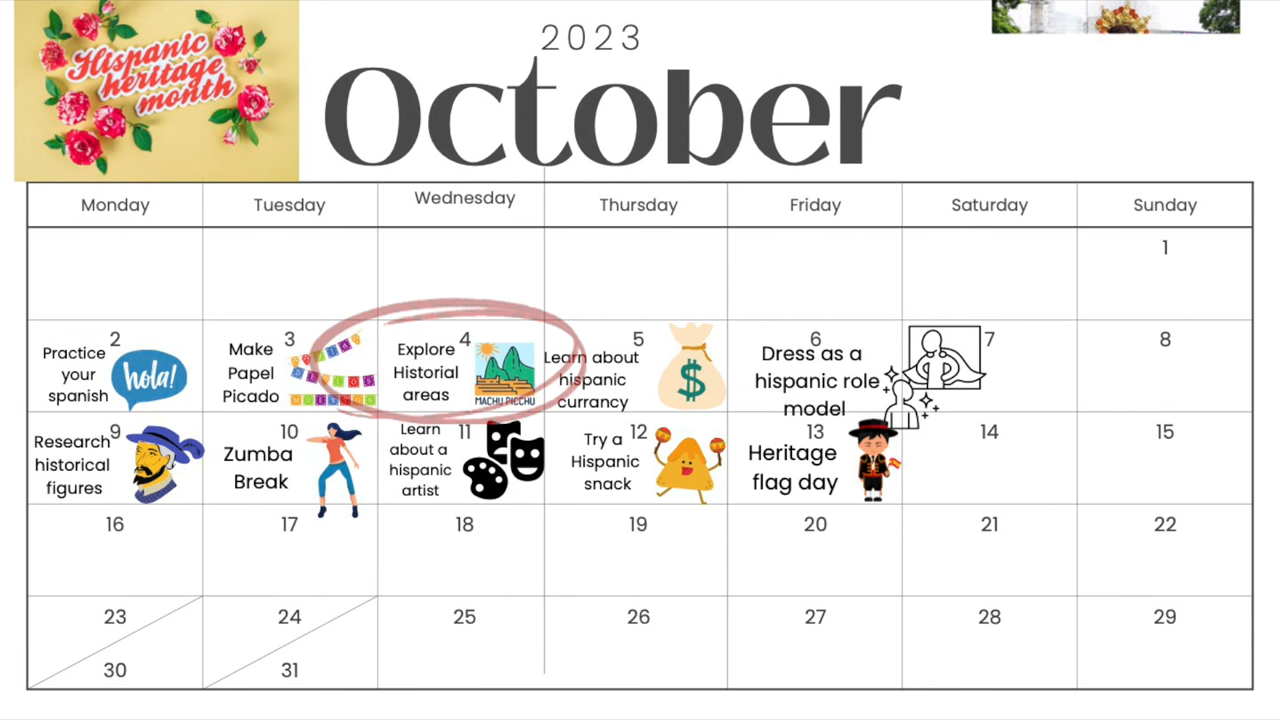 Hispanic
heritage
month
2023
October
Monday
Tuesday
Wednesday
Thursday
Friday
Saturday
Sunday
1
2
Practice
your
spanish
hola!
3
Make
Papel
Picado
4
Explore
Historial
areas
MACHU PICCHU
5
Learn about
hispanic
currency
$
6
Dress as a
hispanic role
model
7
8
9
Research
historical
figures
10
Zumba
Break
11
Learn
about a
hispanic
artist
12
Try a
Hispanic
snack
13
Heritage
flag day
14
15
16
17
18
19
20
21
22
23
24
25
26
27
28
29
30
31